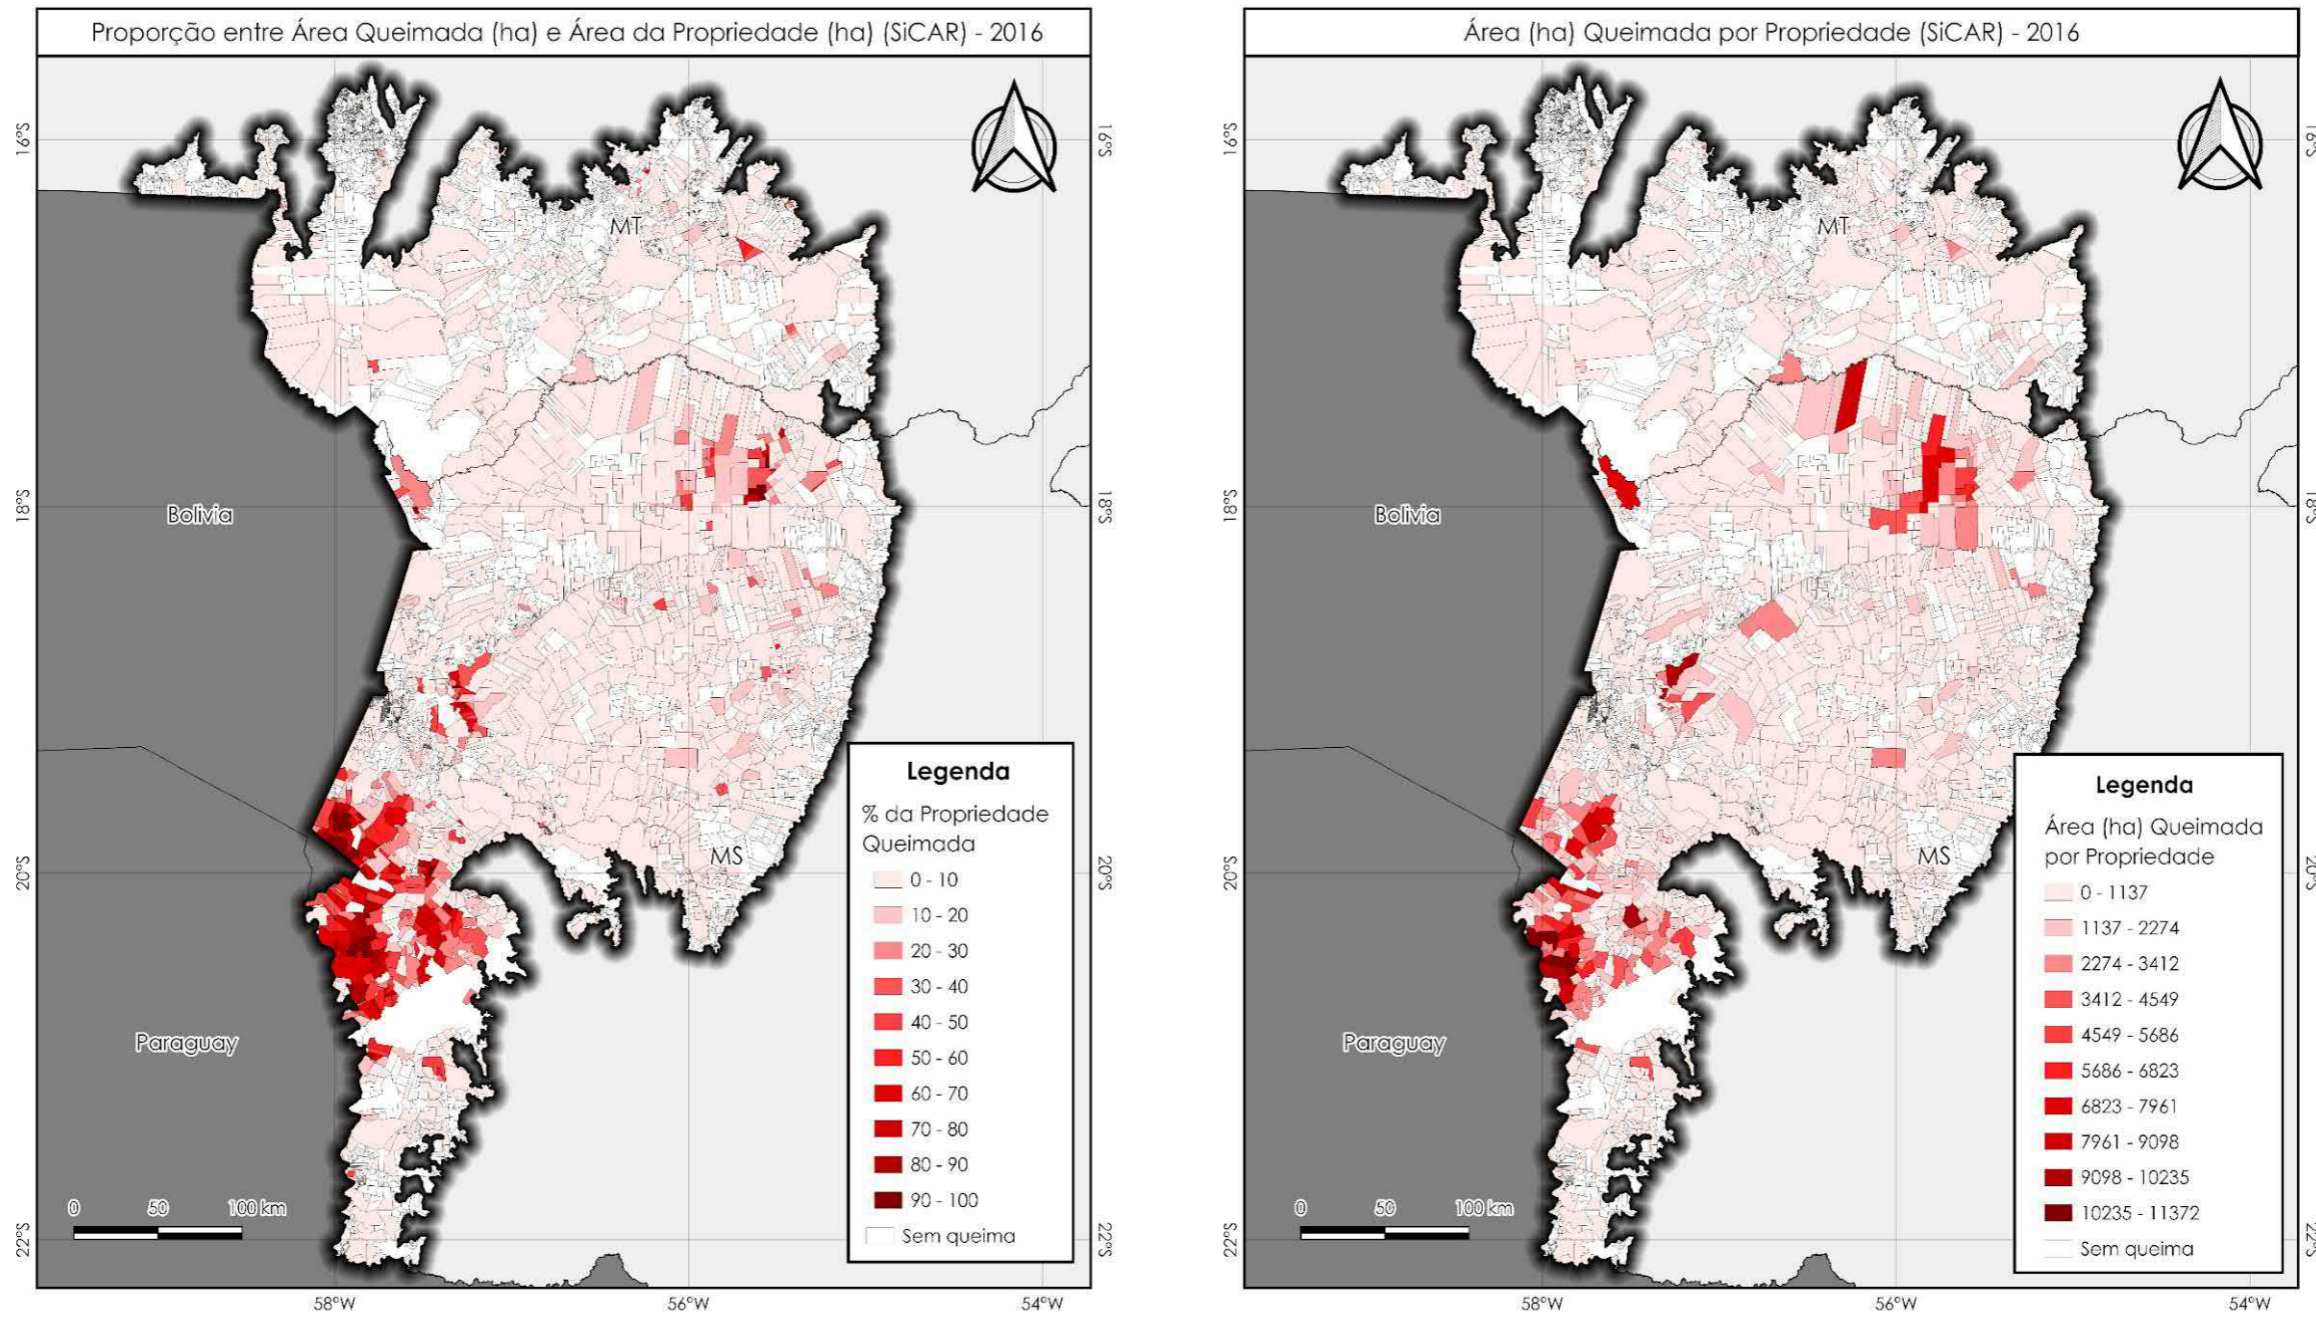 Proporção entre Área Queimada (ha) e Área da Propriedade (ha) (SiCAR) - 2016
16°S
16°S
MT
18°S
18°S
Bolivia
Legenda
% da Propriedade
Queimada
0 - 10
10 - 20
20 - 30
30 - 40
40 - 50
50 - 60
60 - 70
70 - 80
80 - 90
90 - 100
Sem queima
MS
20°S
20°S
Paraguay
0 50 100 km
22°S
22°S
58°W 56°W 54°W
Área (ha) Queimada por Propriedade (SiCAR) - 2016
16°S
MT
18°S
Bolivia
Legenda
Área (ha) Queimada
por Propriedade
0 - 1137
1137 - 2274
2274 - 3412
3412 - 4549
4549 - 5686
5686 - 6823
6823 - 7961
7961 - 9098
9098 - 10235
10235 - 11372
Sem queima
MS
20°S
Paraguay
0 50 100 km
22°S
58°W 56°W 54°W